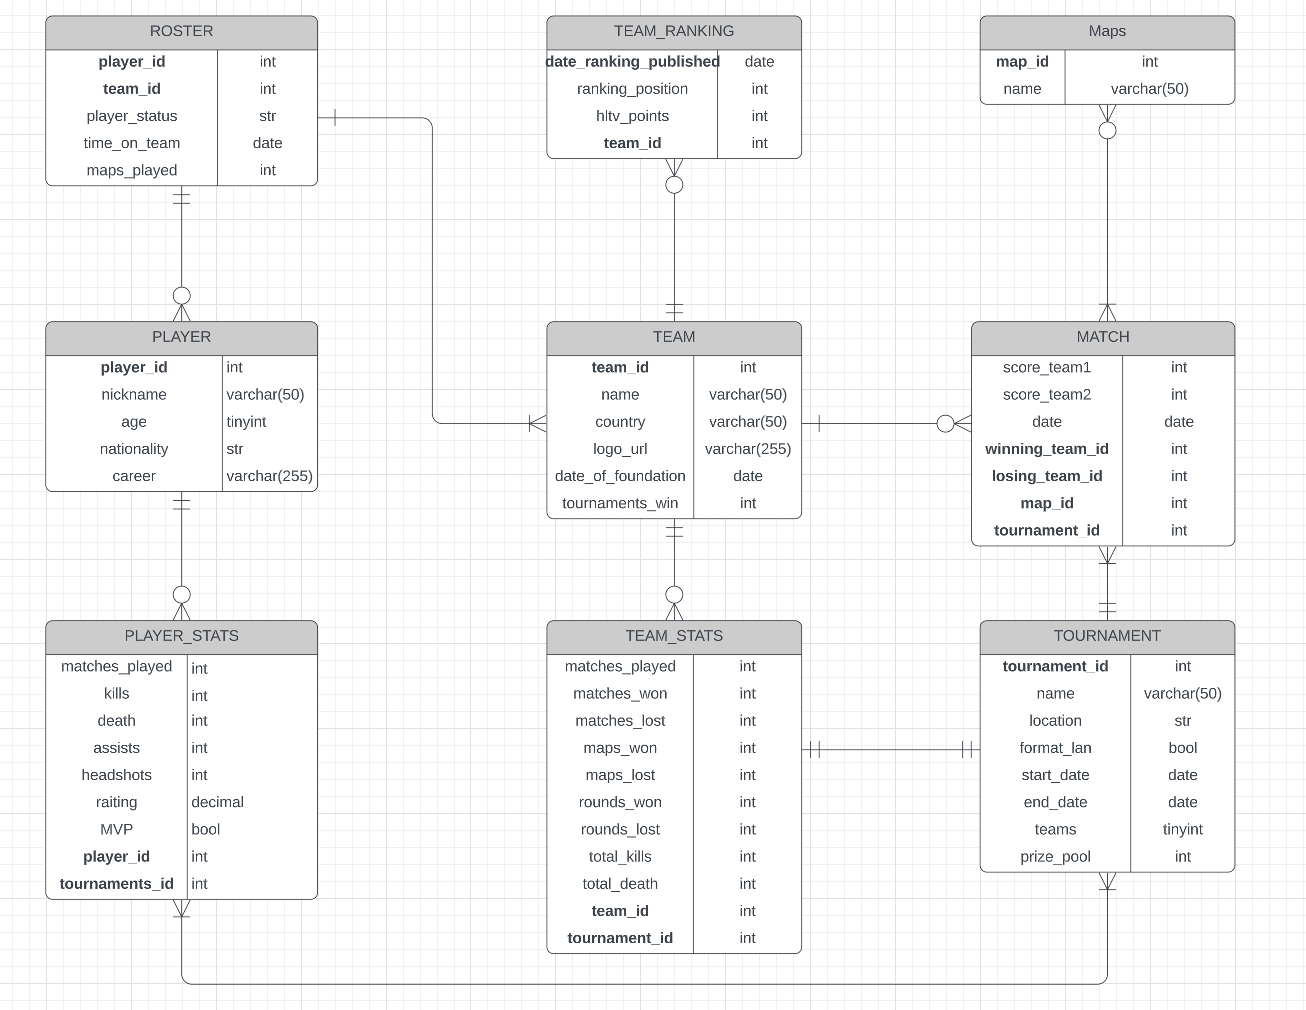 ROSTER
player_id int
team_id int
player_status str
time_on_team date
maps_played int
TEAM_RANKING
date_ranking_published date
ranking_position int
hltv_points int
team_id int
Maps
map_id int
name varchar(50)
PLAYER
player_id int
nickname varchar(50)
age tinyint
nationality str
career varchar(255)
TEAM
team_id int
name varchar(50)
country varchar(50)
logo_url varchar(255)
date_of_foundation date
tournaments_win int
MATCH
score_team1 int
score_team2 int
date date
winning_team_id int
losing_team_id int
map_id int
tournament_id int
PLAYER_STATS
matches_played int
kills int
death int
assists int
headshots int
raiting decimal
MVP bool
player_id int
tournaments_id int
TEAM_STATS
matches_played int
matches_won int
matches_lost int
maps_won int
maps_lost int
rounds_won int
rounds_lost int
total_kills int
total_death int
team_id int
tournament_id int
TOURNAMENT
tournament_id int
name varchar(50)
location str
format_lan bool
start_date date
end_date date
teams tinyint
prize_pool int